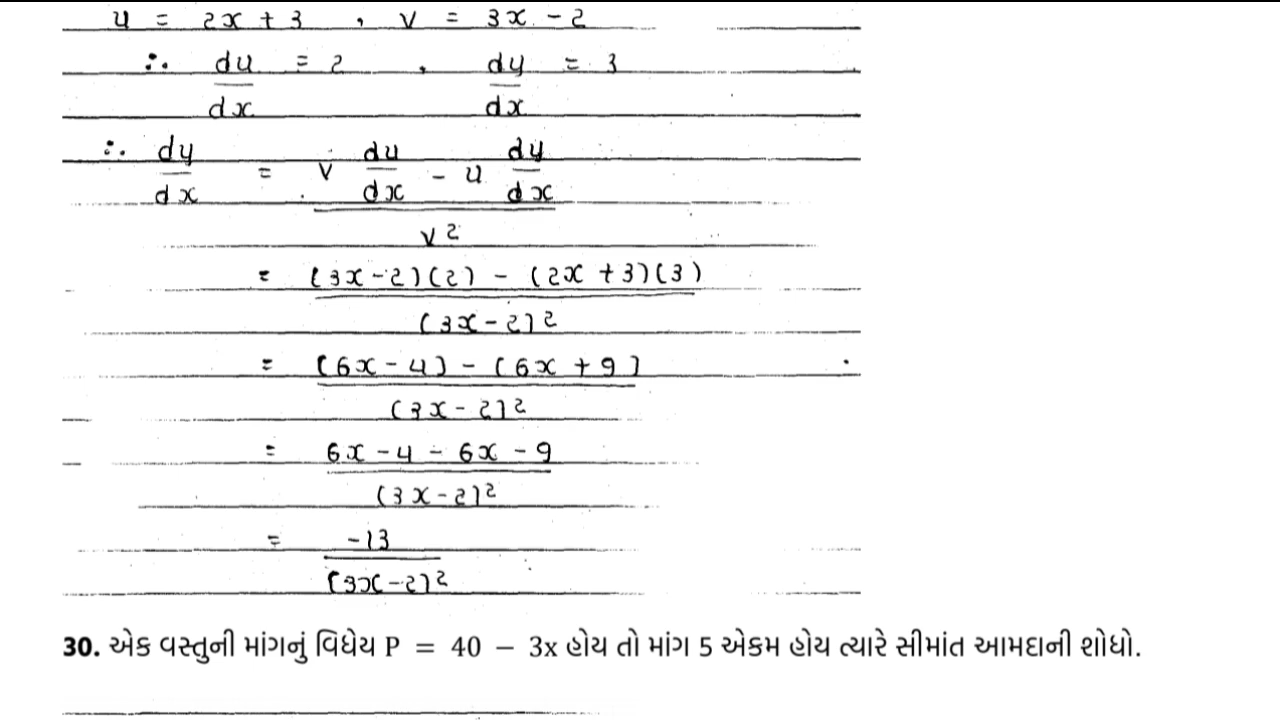 u = 2x + 3 , v = 3x - 2
∴ du/dx = 2 , dy/dx = 3
∴ dy/dx = (v du/dx - u dy/dx) / v²
= ((3x-2)(2) - (2x+3)(3)) / (3x-2)²
= ((6x-4) - (6x+9)) / (3x-2)²
= (6x-4-6x-9) / (3x-2)²
= -13 / (3x-2)²
30. એક વસ્તુની માંગનું વિધેય P = 40 − 3x હોય તો માંગ 5 એકમ હોય ત્યારે સીમાંત આમદાની શોધો.